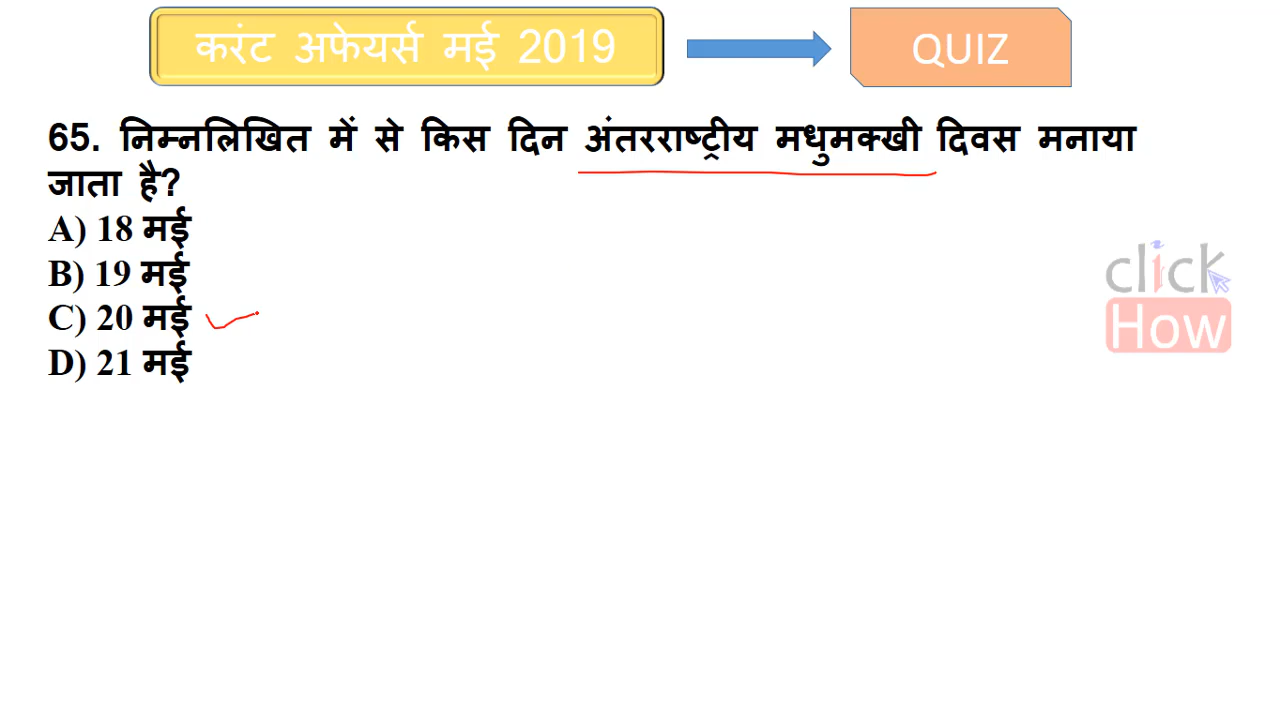 करंट अफेयर्स मई 2019
QUIZ
65. निम्नलिखित में से किस दिन अंतरराष्ट्रीय मधुमक्खी दिवस मनाया
जाता है?
A) 18 मई
B) 19 मई
C) 20 मई
D) 21 मई
click
How